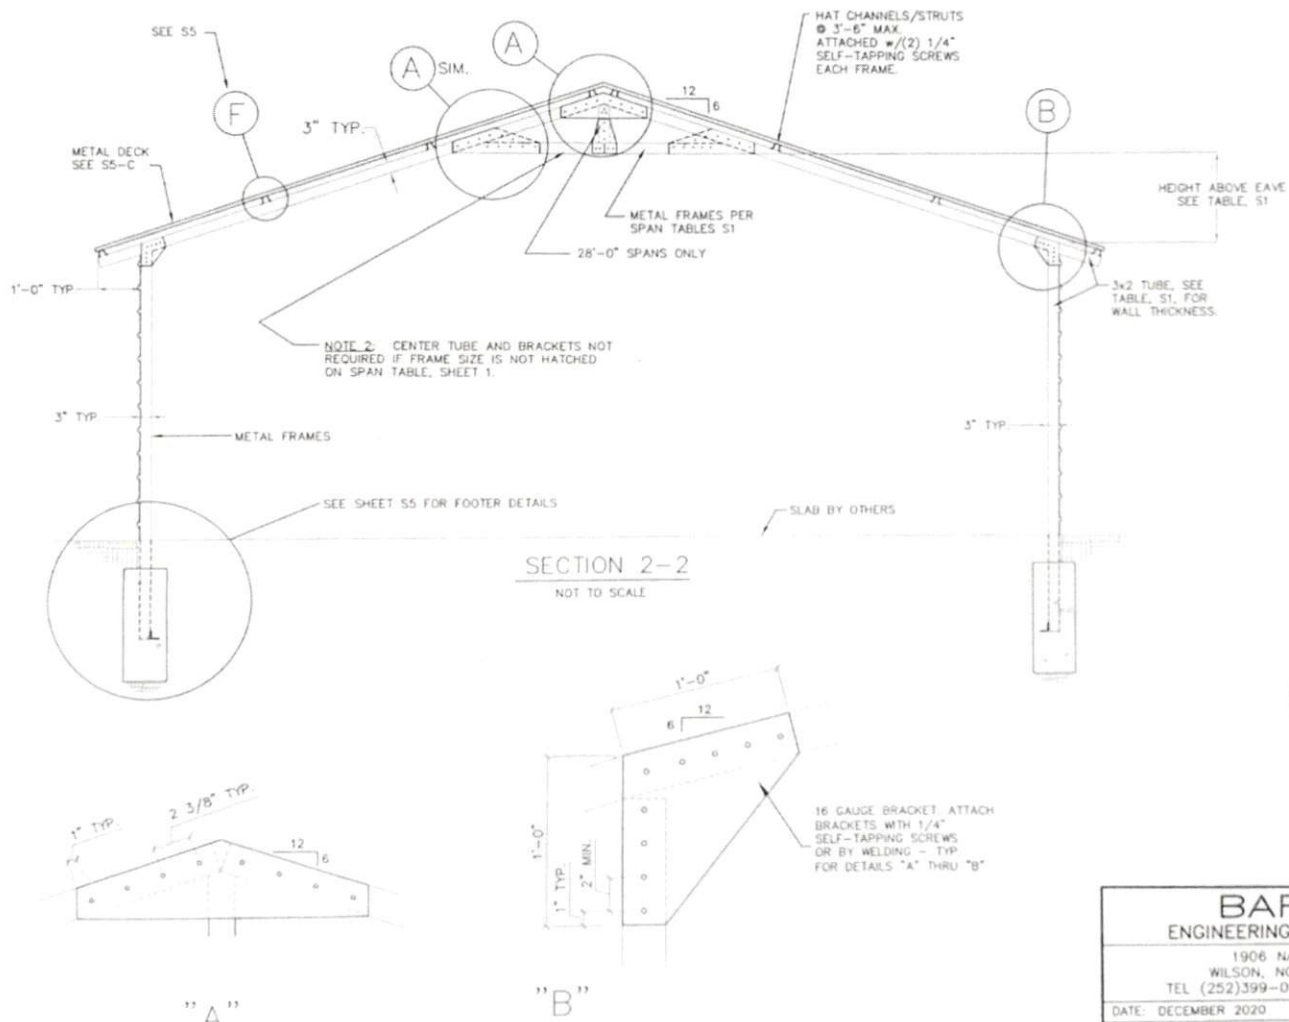 HAT CHANNELS/STRUTS
@ 3'-6" MAX.
ATTACHED w/(2) 1/4"
SELF-TAPPING SCREWS
EACH FRAME.
SEE S5
A
A
SIM.
12
6
F
B
3" TYP.
METAL DECK
SEE S5-C
HEIGHT ABOVE EAVE
SEE TABLE, S1
METAL FRAMES PER
SPAN TABLES S1
28'-0" SPANS ONLY
1'-0" TYP
3x2 TUBE, SEE
TABLE, S1, FOR
WALL THICKNESS.
NOTE 2: CENTER TUBE AND BRACKETS NOT
REQUIRED IF FRAME SIZE IS NOT HATCHED
ON SPAN TABLE, SHEET 1.
3" TYP.
METAL FRAMES
3" TYP.
SEE SHEET S5 FOR FOOTER DETAILS
SLAB BY OTHERS
SECTION 2-2
NOT TO SCALE
1'-0"
12
6
2 3/8" TYP.
1" TYP.
12
6
1'-0"
1" TYP.
2" MIN.
16 GAUGE BRACKET. ATTACH
BRACKETS WITH 1/4"
SELF-TAPPING SCREWS
OR BY WELDING - TYP
FOR DETAILS "A" THRU "B"
"A"
"B"
ENGINEERING
1906
WILSON,
TEL (252)399-0
DATE: DECEMBER 2020